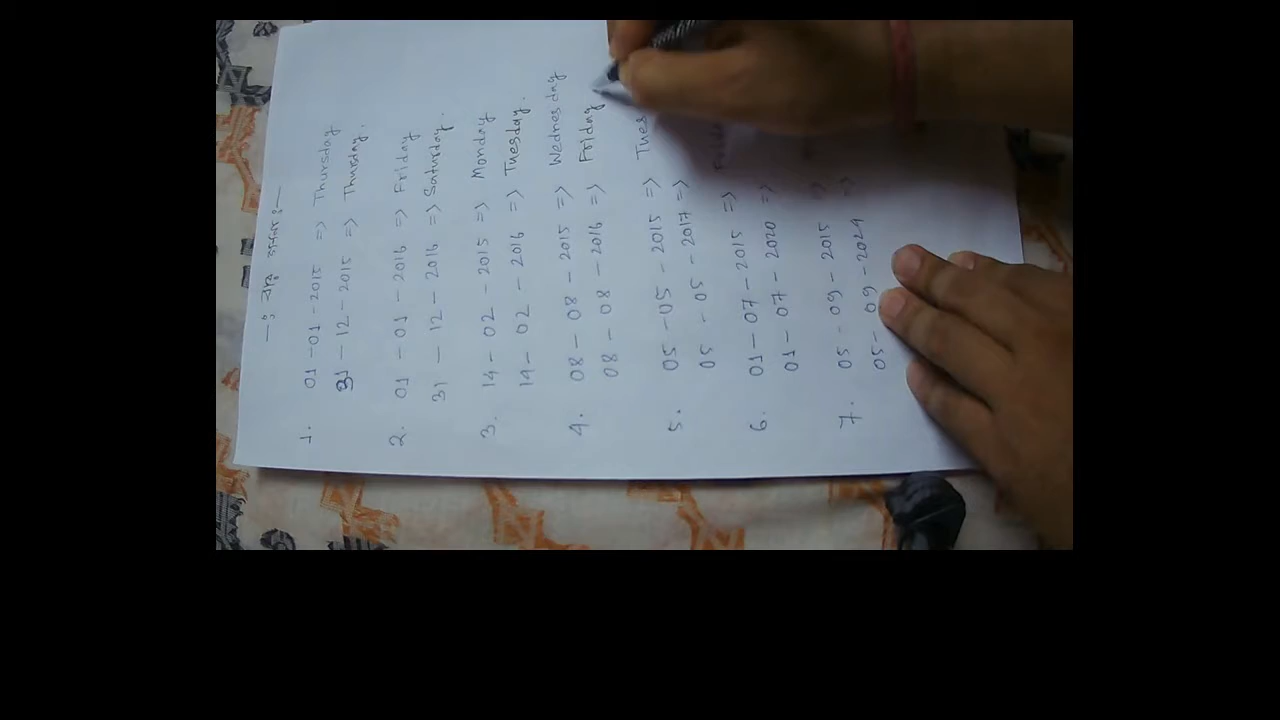 1. 01 - 01 - 2015 => Thursday
31 - 12 - 2015 => Thursday.
2. 01 - 01 - 2016 => Friday
31 - 12 - 2016 => Saturday.
3. 14 - 02 - 2015 => Monday
14 - 02 - 2016 => Tuesday.
4. 08 - 08 - 2015 => Wednesday
08 - 08 - 2016 => Friday
5. 05 - 05 - 2015 => Tues
05 - 05 - 2017 =>
6. 01 - 07 - 2015 =>
01 - 07 - 2020 =>
7. 05 - 09 - 2015 =>
05 - 09 - 2024 =>